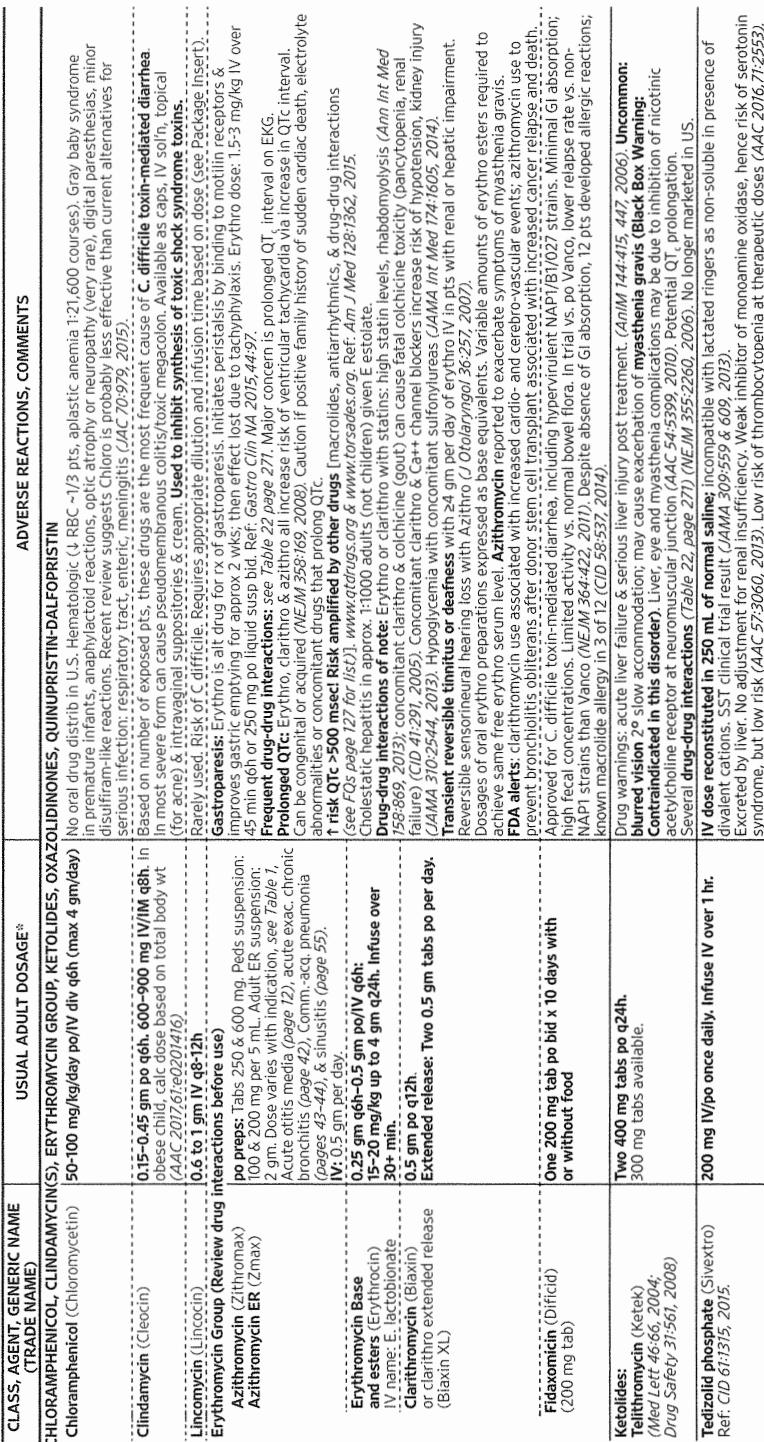 CLASS, AGENT, GENERIC NAME
(TRADE NAME)
USUAL ADULT DOSAGE*
ADVERSE REACTIONS, COMMENTS
CHLORAMPHENICOL, CLINDAMYCIN(S), ERYTHROMYCIN GROUP, KETOLIDES, OXAZOLIDINONES, QUINUPRISTIN-DALFOPRISTIN
Chloramphenicol (Chloromycetin)
50-100 mg/kg/day po/IV div q6h (max 4 gm/day)
No oral drug distrib in U.S. Hematologic (↓ RBC ~1/3 pts, aplastic anemia 1:21,600 courses). Gray baby syndrome
in premature infants, anaphylactoid reactions, optic atrophy or neuropathy (very rare), digital paresthesias, minor
disulfiram-like reactions. Recent review suggests Chloro is probably less effective than current alternatives for
serious infection: respiratory tract, enteric, meningitis (JAC 70:979, 2015).
Clindamycin (Cleocin)
0.15-0.45 gm po q6h. 600-900 mg IV/IM q8h. In
obese child, calc dose based on total body wt
(AAC 2017,61:e0201416)
Based on number of exposed pts, these drugs are the most frequent cause of C. difficile toxin-mediated diarrhea.
In most severe form can cause pseudomembranous colitis/toxic megacolon. Available as caps, IV sol'n, topical
(for acne) & intravaginal suppositories & cream. Used to inhibit synthesis of toxic shock syndrome toxins.
Lincomycin (Lincocin)
0.6 to 1 gm IV q8-12h
Rarely used. Risk of C difficile. Requires appropriate dilution and infusion time based on dose (see Package Insert).
Erythromycin Group (Review drug interactions before use)
Azithromycin (Zithromax)
Azithromycin ER (Zmax)
po preps: Tabs 250 & 600 mg. Peds suspension:
100 & 200 mg per 5 mL. Adult ER suspension:
2 gm. Dose varies with indication, see Table 1,
Acute otitis media (page 12), acute exac. chronic
bronchitis (page 42), Comm.-acq. pneumonia
(pages 43-44), & sinusitis (page 55).
IV: 0.5 gm per day.
Erythromycin Base
and esters (Erythrocin)
IV name: E. lactobionate
0.25 gm q6h-0.5 gm po/IV q6h:
15-20 mg/kg up to 4 gm q24h. Infuse over
30+ min.
Clarithromycin (Biaxin)
or clarithro extended release
(Biaxin XL)
0.5 gm po q12h.
Extended release: Two 0.5 gm tabs po per day.
Gastroparesis: Erythro is alt drug for rx of gastroparesis. Initiates peristalsis by binding to motilin receptors &
improves gastric emptying for approx 2 wks; then effect lost due to tachyphylaxis. Erythro dose: 1.5-3 mg/kg IV over
45 min q6h or 250 mg po liquid susp bid. Ref: Gastro Clin NA 2015,44:97.
Frequent drug-drug interactions: see Table 22 page 271. Major concern is prolonged QTc interval on EKG.
Prolonged QTc: Erythro, clarithro & azithro all increase risk of ventricular tachycardia via increase in QTc interval.
Can be congenital or acquired (NEJM 358:169, 2008). Caution if positive family history of sudden cardiac death, electrolyte
abnormalities or concomitant drugs that prolong QTc.
↑ risk QTc >500 msec! Risk amplified by other drugs [macrolides, antiarrhythmics, & drug-drug interactions
(see FQs page 127 for list)]. www.qtdrugs.org & www.torsades.org. Ref: Am J Med 128:1362, 2015.
Cholestatic hepatitis in approx. 1:1000 adults (not children) given E estolate.
Drug-drug interactions of note: Erythro or clarithro with statins: high statin levels, rhabdomyolysis (Ann Int Med
158:869, 2013); concomitant clarithro & colchicine (gout) can cause fatal colchicine toxicity (pancytopenia, renal
failure) (CID 41:291, 2005). Concomitant clarithro & Ca++ channel blockers increase risk of hypotension, kidney injury
(JAMA 310:2544, 2013). Hypoglycemia with concomitant sulfonylureas (JAMA Int Med 174:1605, 2014).
Transient reversible tinnitus or deafness with ≥4 gm per day of erythro IV in pts with renal or hepatic impairment.
Reversible sensorineural hearing loss with Azithro (J Otolaryngol 36:257, 2007).
Dosages of oral erythro preparations expressed as base equivalents. Variable amounts of erythro esters required to
achieve same free erythro serum level. Azithromycin reported to exacerbate symptoms of myasthenia gravis.
FDA alerts: clarithromycin use associated with increased cardio- and cerebro-vascular events; azithromycin use to
prevent bronchiolitis obliterans after donor stem cell transplant associated with increased cancer relapse and death.
Fidaxomicin (Dificid)
(200 mg tab)
One 200 mg tab po bid x 10 days with
or without food
Approved for C. difficile toxin-mediated diarrhea, including hypervirulent NAP1/B1/027 strains. Minimal GI absorption;
high fecal concentrations. Limited activity vs. normal bowel flora. In trial vs. po Vanco, lower relapse rate vs. non-
NAP1 strains than Vanco (NEJM 364:422, 2011). Despite absence of GI absorption, 12 pts developed allergic reactions;
known macrolide allergy in 3 of 12 (CID 58:537, 2014).
Ketolides:
Telithromycin (Ketek)
(Med Lett 46:66, 2004;
Drug Safety 31:561, 2008)
Two 400 mg tabs po q24h.
300 mg tabs available.
Drug warnings: acute liver failure & serious liver injury post treatment. (AnIM 144:415, 447, 2006). Uncommon:
blurred vision 2° slow accommodation; may cause exacerbation of myasthenia gravis (Black Box Warning:
Contraindicated in this disorder). Liver, eye and myasthenia complications may be due to inhibition of nicotinic
acetylcholine receptor at neuromuscular junction (AAC 54:5399, 2010). Potential QTc prolongation.
Several drug-drug interactions (Table 22, page 271) (NEJM 355:2260, 2006). No longer marketed in US.
Tedizolid phosphate (Sivextro)
Ref: CID 61:1315, 2015.
200 mg IV/po once daily. Infuse IV over 1 hr.
IV dose reconstituted in 250 mL of normal saline; incompatible with lactated ringers as non-soluble in presence of
divalent cations. SST clinical trial result (JAMA 309:559 & 609, 2013).
Excreted by liver. No adjustment for renal insufficiency. Weak inhibitor of monoamine oxidase, hence risk of serotonin
syndrome, but low risk (AAC 57:3060, 2013). Low risk of thrombocytopenia at therapeutic doses (AAC 2016,71:2553).